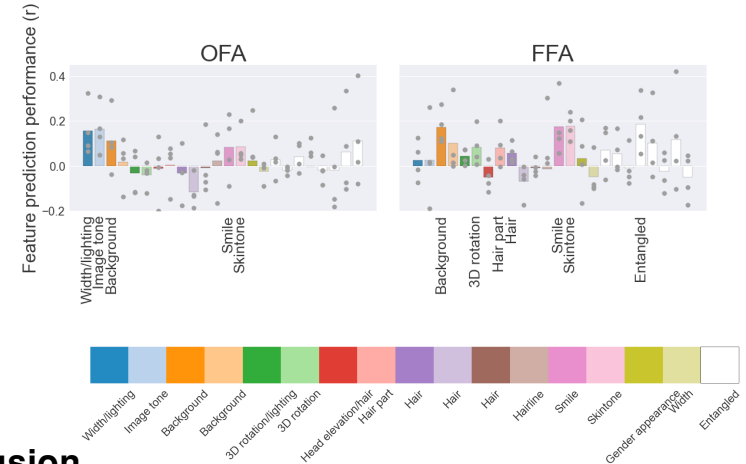 OFA
FFA
Feature prediction performance (r)
0.4
0.2
0.0
−0.2
Width/lighting
Image tone
Background
Smile
Skintone
Background
3D rotation
Hair part
Hair
Smile
Skintone
Entangled
Width/lighting
Image tone
Background
Background
3D rotation/lighting
3D rotation
Head elevation/hair
Hair part
Hair
Hair
Hair
Hairline
Smile
Skintone
Gender appearance
Width
Entangled